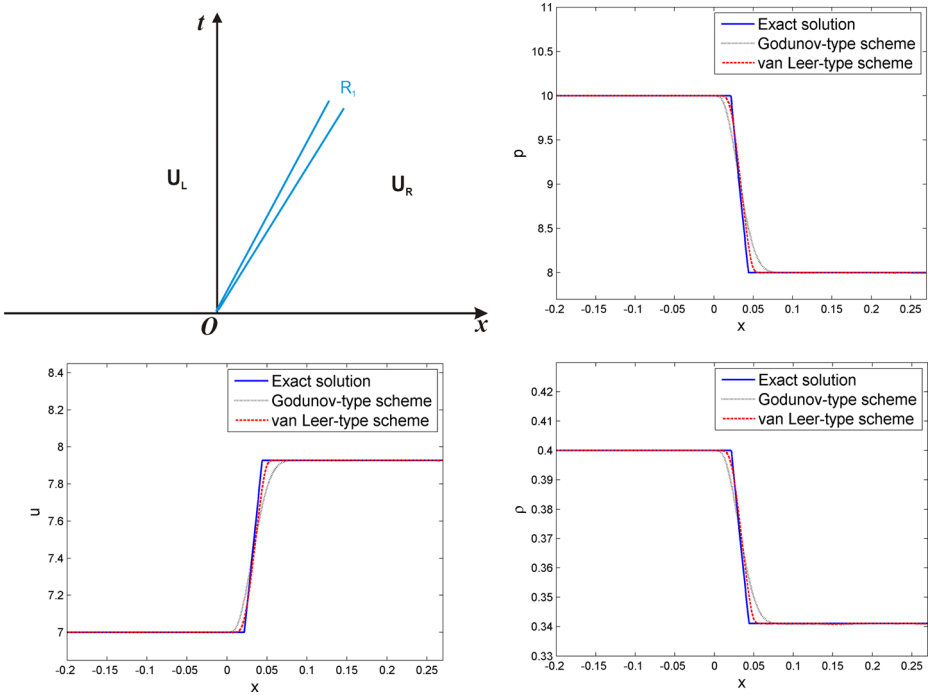 t
R₁
U_L
U_R
O
x
11
10.5
10
9.5
9
8.5
8
p
Exact solution
Godunov-type scheme
van Leer-type scheme
-0.2 -0.15 -0.1 -0.05 0 0.05 0.1 0.15 0.2 0.25
x
8.4
8.2
8
7.8
7.6
7.4
7.2
7
u
Exact solution
Godunov-type scheme
van Leer-type scheme
-0.2 -0.15 -0.1 -0.05 0 0.05 0.1 0.15 0.2 0.25
x
0.43
0.42
0.41
0.4
0.39
0.38
0.37
0.36
0.35
0.34
0.33
ρ
Exact solution
Godunov-type scheme
van Leer-type scheme
-0.2 -0.15 -0.1 -0.05 0 0.05 0.1 0.15 0.2 0.25
x